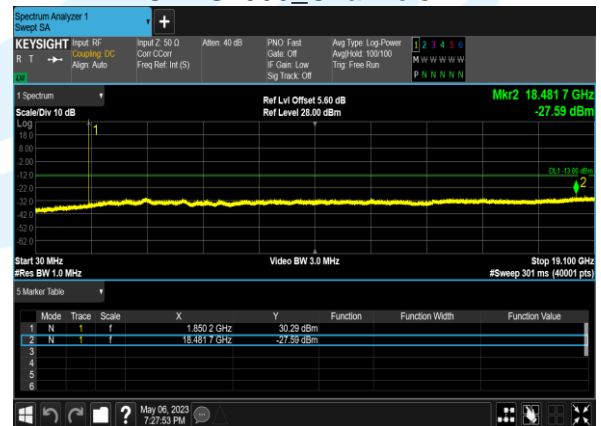 Spectrum Analyzer 1
Swept SA
KEYSIGHT Input: RF Input Z: 50 Ω Atten: 40 dB PNO: Fast Avg Type: Log-Power 1 2 3 4 5 6
R T Coupling: DC Corr CCorr Gate: Off Avg|Hold: 100/100 M W W W W W
Align: Auto Freq Ref: Int (S) IF Gain: Low Trig: Free Run
Sig Track: Off P N N N N N
1 Spectrum Ref Lvl Offset 5.60 dB Mkr2 18.481 7 GHz
Scale/Div 10 dB Ref Level 28.00 dBm -27.59 dBm
Log
1
18.0
8.00
-2.00
-12.0 DL1 -13.00 dBm
-22.0 2
-32.0
-42.0
-52.0
-62.0
Start 30 MHz Video BW 3.0 MHz Stop 19.100 GHz
#Res BW 1.0 MHz #Sweep 301 ms (40001 pts)
5 Marker Table
Mode Trace Scale X Y Function Function Width Function Value
1 N 1 f 1.850 2 GHz 30.29 dBm
2 N 1 f 18.481 7 GHz -27.59 dBm
3
4
5
6
? May 06, 2023
7:27:53 PM